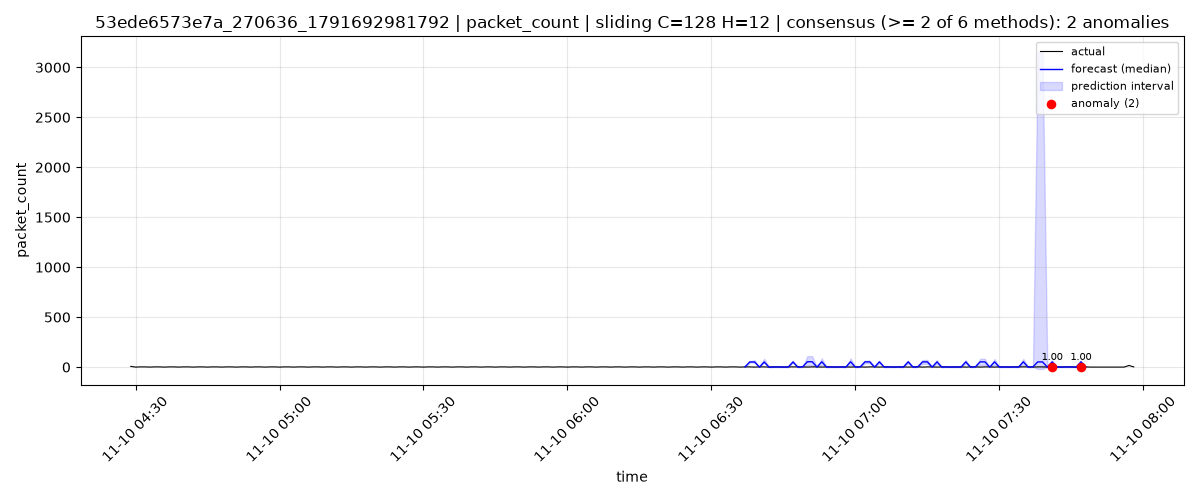 53ede6573e7a_270636_1791692981792 | packet_count | sliding C=128 H=12 | consensus (>= 2 of 6 methods): 2 anomalies
actual
forecast (median)
prediction interval
anomaly (2)
packet_count
3000
2500
2000
1500
1000
500
0
1.00 1.00
11-10 04:30
11-10 05:00
11-10 05:30
11-10 06:00
11-10 06:30
11-10 07:00
11-10 07:30
11-10 08:00
time